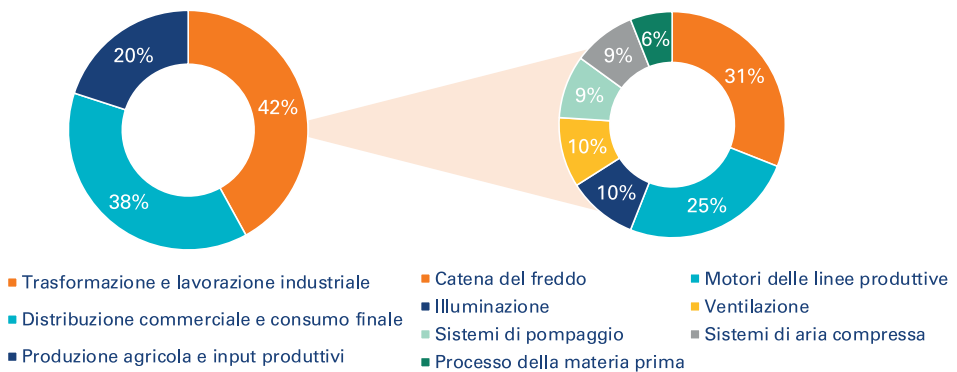 20%
42%
38%
6%
9%
31%
9%
10%
10%
25%
Trasformazione e lavorazione industriale
Distribuzione commerciale e consumo finale
Produzione agricola e input produttivi
Catena del freddo
Motori delle linee produttive
Illuminazione
Ventilazione
Sistemi di pompaggio
Sistemi di aria compressa
Processo della materia prima